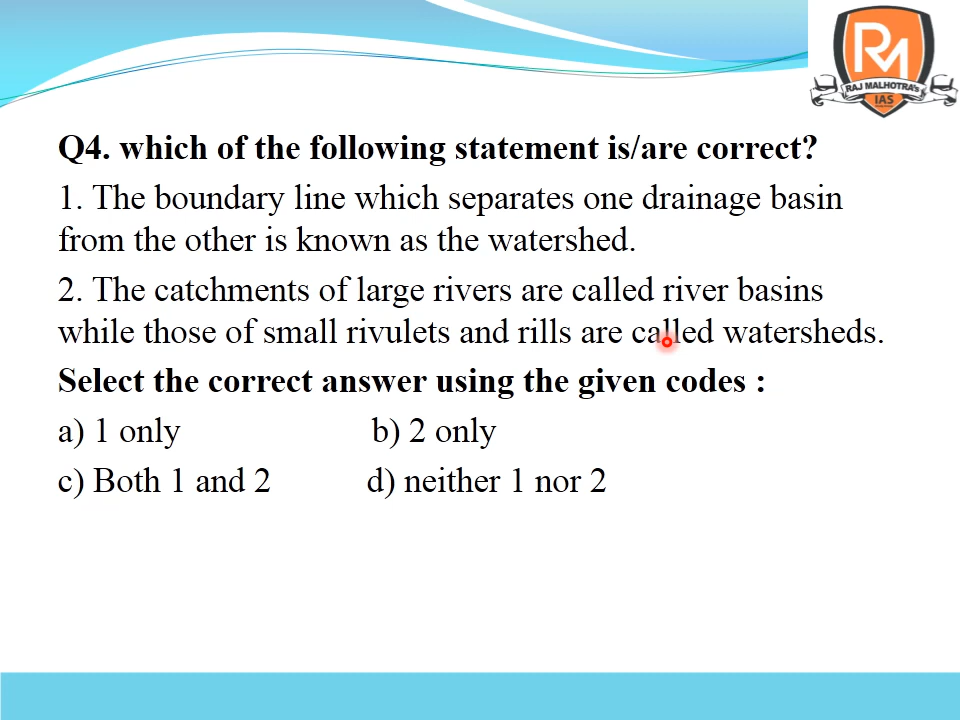 RAJ MALHOTRA's
IAS
Q4. which of the following statement is/are correct?
1. The boundary line which separates one drainage basin
from the other is known as the watershed.
2. The catchments of large rivers are called river basins
while those of small rivulets and rills are called watersheds.
Select the correct answer using the given codes :
a) 1 only b) 2 only
c) Both 1 and 2 d) neither 1 nor 2